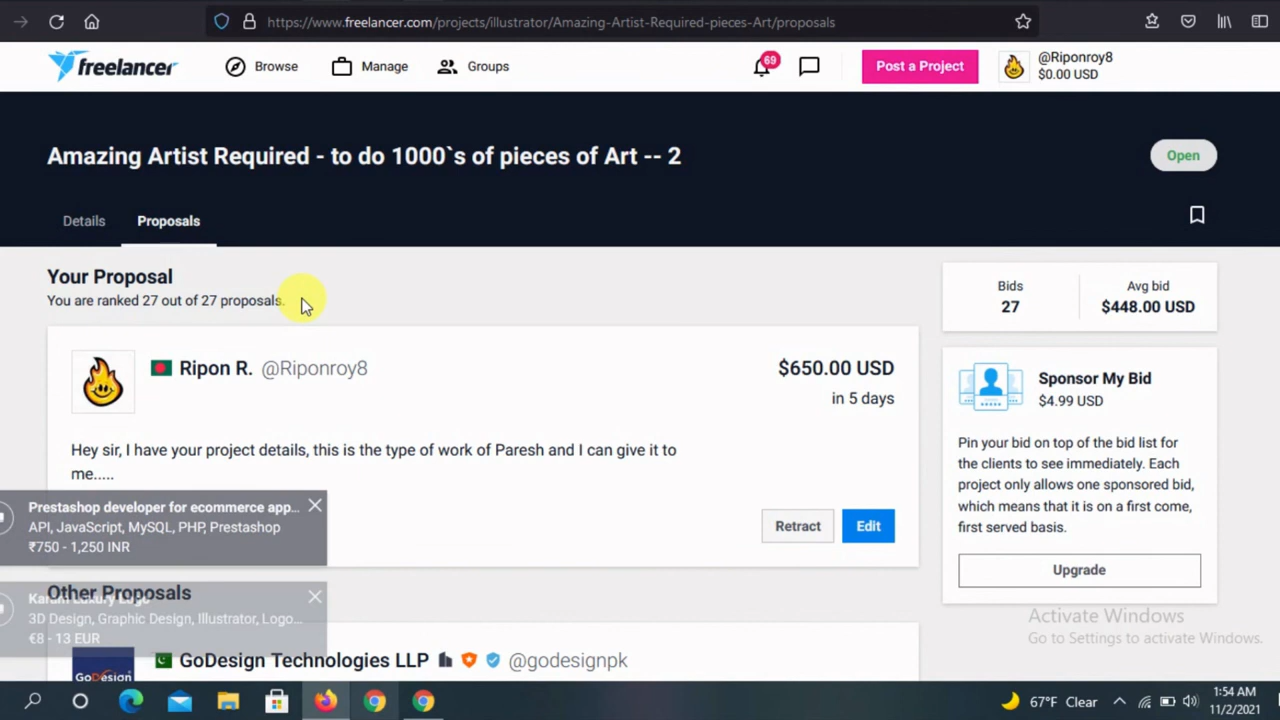 https://www.freelancer.com/projects/illustrator/Amazing-Artist-Required-pieces-Art/proposals
freelancer
Browse
Manage
Groups
69
Post a Project
@Riponroy8
$0.00 USD
Amazing Artist Required - to do 1000`s of pieces of Art -- 2
Open
Details
Proposals
Your Proposal
You are ranked 27 out of 27 proposals.
Bids
27
Avg bid
$448.00 USD
Ripon R. @Riponroy8
$650.00 USD
in 5 days
Hey sir, I have your project details, this is the type of work of Paresh and I can give it to
me.....
Retract
Edit
Sponsor My Bid
$4.99 USD
Pin your bid on top of the bid list for
the clients to see immediately. Each
project only allows one sponsored bid,
which means that it is on a first come,
first served basis.
Upgrade
Prestashop developer for ecommerce app...
API, JavaScript, MySQL, PHP, Prestashop
₹750 - 1,250 INR
Other Proposals
3D Design, Graphic Design, Illustrator, Logo...
€8 - 13 EUR
GoDesign
GoDesign Technologies LLP @godesignpk
Activate Windows
Go to Settings to activate Windows.
67°F Clear
1:54 AM
11/2/2021